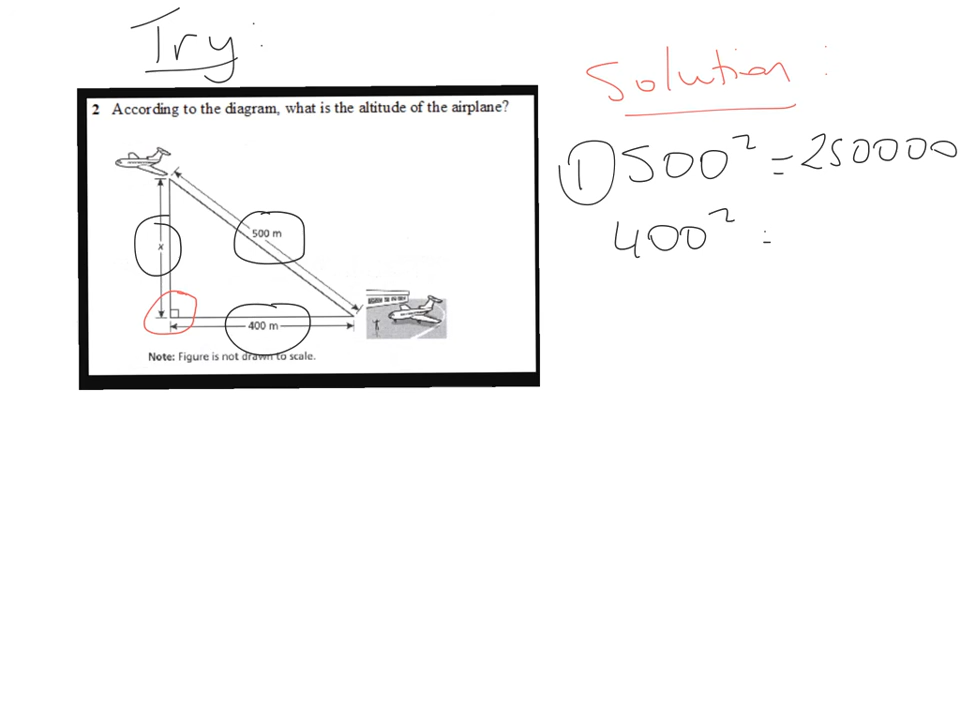 Try:
Solution:
2 According to the diagram, what is the altitude of the airplane?
① 500² = 250000
400² =
500 m
x
400 m
Note: Figure is not drawn to scale.